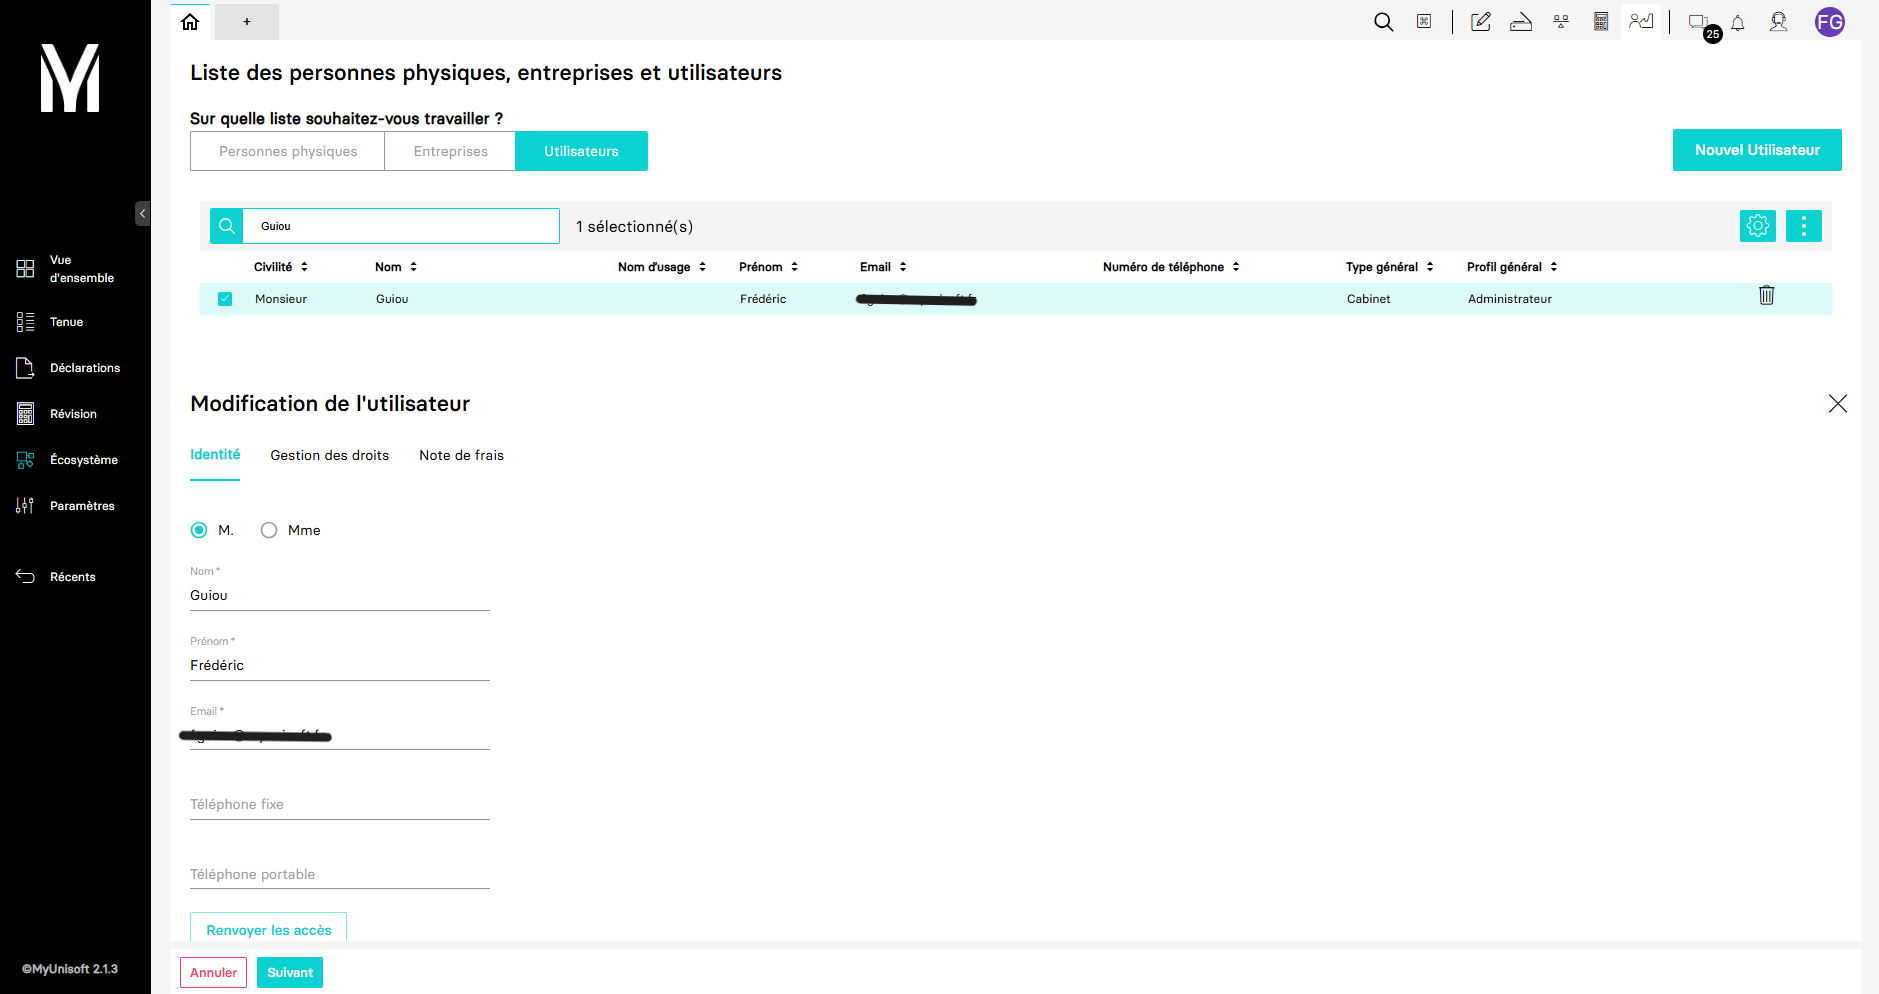 +
25
FG
Liste des personnes physiques, entreprises et utilisateurs
Sur quelle liste souhaitez-vous travailler ?
Personnes physiques
Entreprises
Utilisateurs
Nouvel Utilisateur
Guiou
1 sélectionné(s)
Civilité
Nom
Nom d'usage
Prénom
Email
Numéro de téléphone
Type général
Profil général
Monsieur
Guiou
Frédéric
Cabinet
Administrateur
Vue
d'ensemble
Tenue
Déclarations
Révision
Écosystème
Paramètres
Récents
©MyUnisoft 2.1.3
Modification de l'utilisateur
Identité
Gestion des droits
Note de frais
M.
Mme
Nom *
Guiou
Prénom *
Frédéric
Email *
Téléphone fixe
Téléphone portable
Renvoyer les accès
Annuler
Suivant